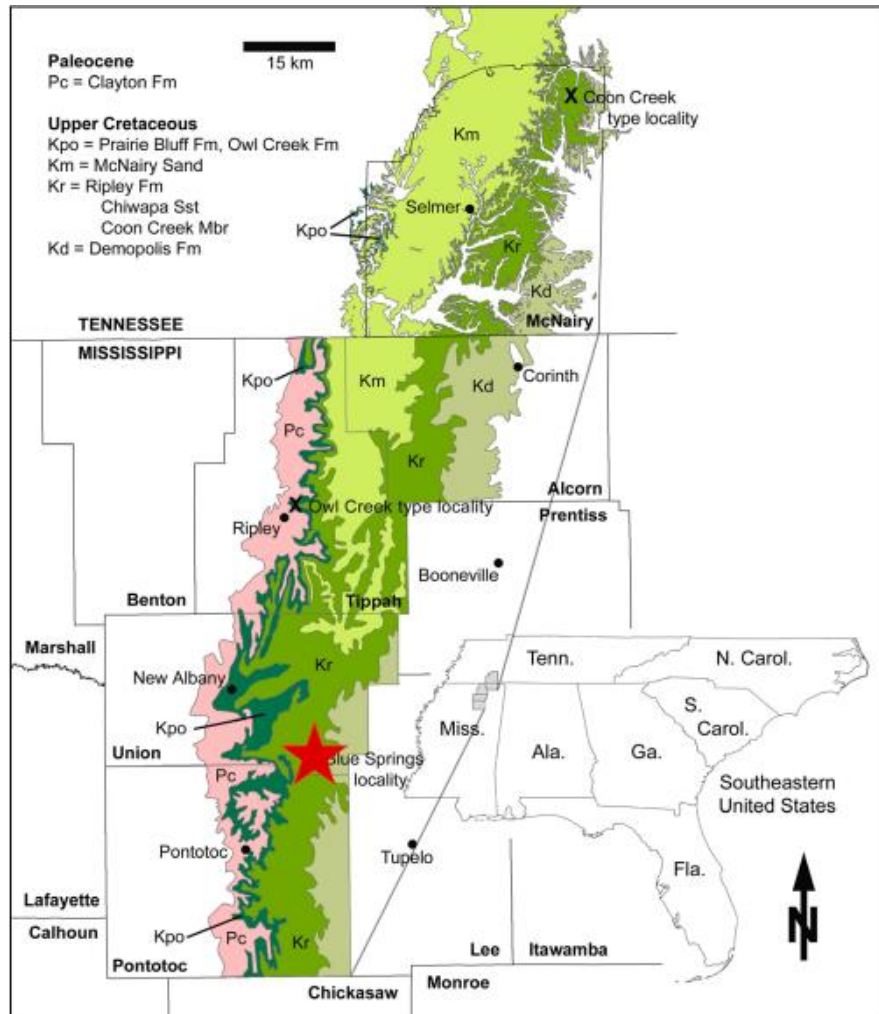 Paleocene
Pc = Clayton Fm
Upper Cretaceous
Kpo = Prairie Bluff Fm, Owl Creek Fm
Km = McNairy Sand
Kr = Ripley Fm
Chiwapa Sst
Coon Creek Mbr
Kd = Demopolis Fm
15 km
X Coon Creek
type locality
Km
Selmer
Kpo
Kr
Kd
McNairy
TENNESSEE
MISSISSIPPI
Kpo
Km
Kd
Corinth
Pc
Kr
Alcorn
X Owl Creek type locality
Ripley
Prentiss
Booneville
Benton
Tippah
Marshall
Kr
New Albany
Kpo
Union
Blue Springs
locality
Pc
Pontotoc
Tupelo
Lafayette
Calhoun
Kpo
Pc
Kr
Pontotoc
Lee
Itawamba
Chickasaw
Monroe
Tenn.
N. Carol.
S.
Carol.
Miss.
Ala.
Ga.
Southeastern
United States
Fla.
N